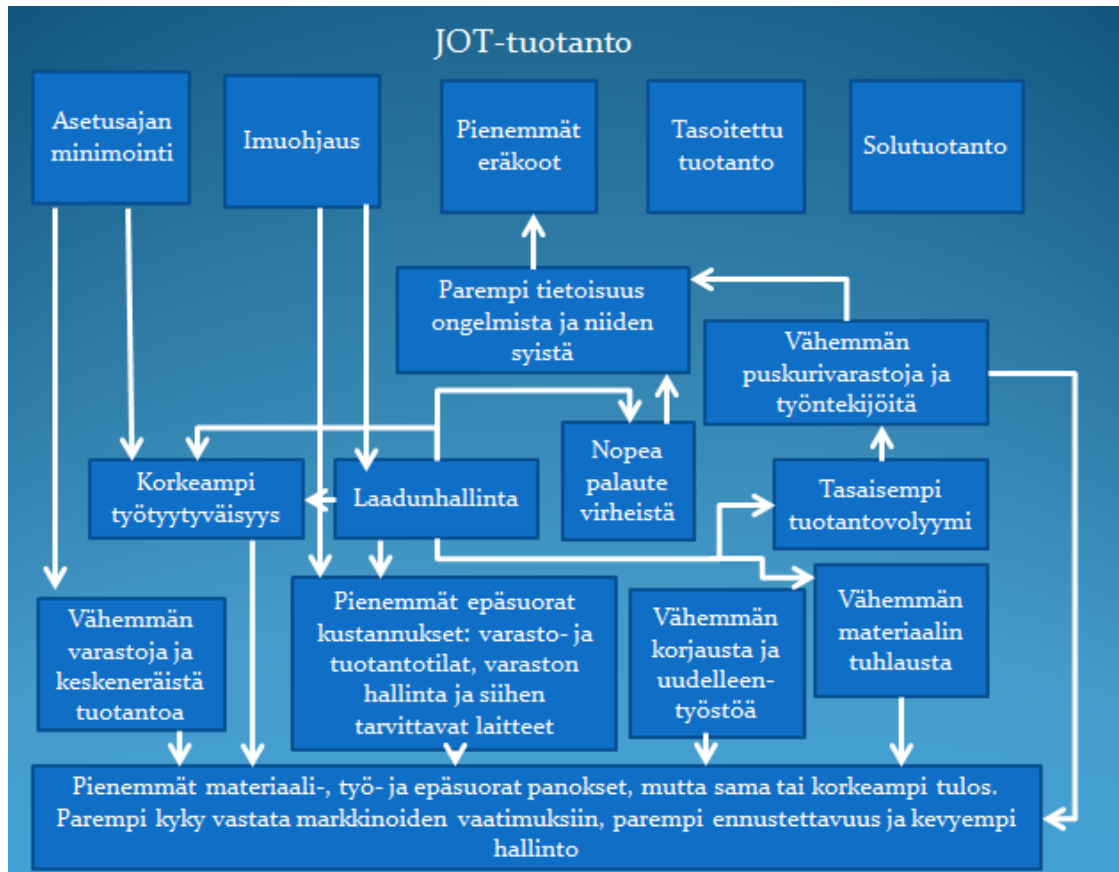 JOT-tuotanto
Asetusajan
minimointi
Imuohjaus
Pienemmät
eräkoot
Tasoitettu
tuotanto
Solutuotanto
Parempi tietoisuus
ongelmista ja niiden
syistä
Vähemmän
puskurivarastoja ja
työntekijöitä
Korkeampi
työtyytyväisyys
Laadunhallinta
Nopea
palaute
virheistä
Tasaisempi
tuotantovolyymi
Vähemmän
varastoja ja
keskeneräistä
tuotantoa
Pienemmät epäsuorat
kustannukset: varasto- ja
tuotantotilat, varaston
hallinta ja siihen
tarvittavat laitteet
Vähemmän
korjausta ja
uudelleen-
työstöä
Vähemmän
materiaalin
tuhlausta
Pienemmät materiaali-, työ- ja epäsuorat panokset, mutta sama tai korkeampi tulos.
Parempi kyky vastata markkinoiden vaatimuksiin, parempi ennustettavuus ja kevyempi
hallinto